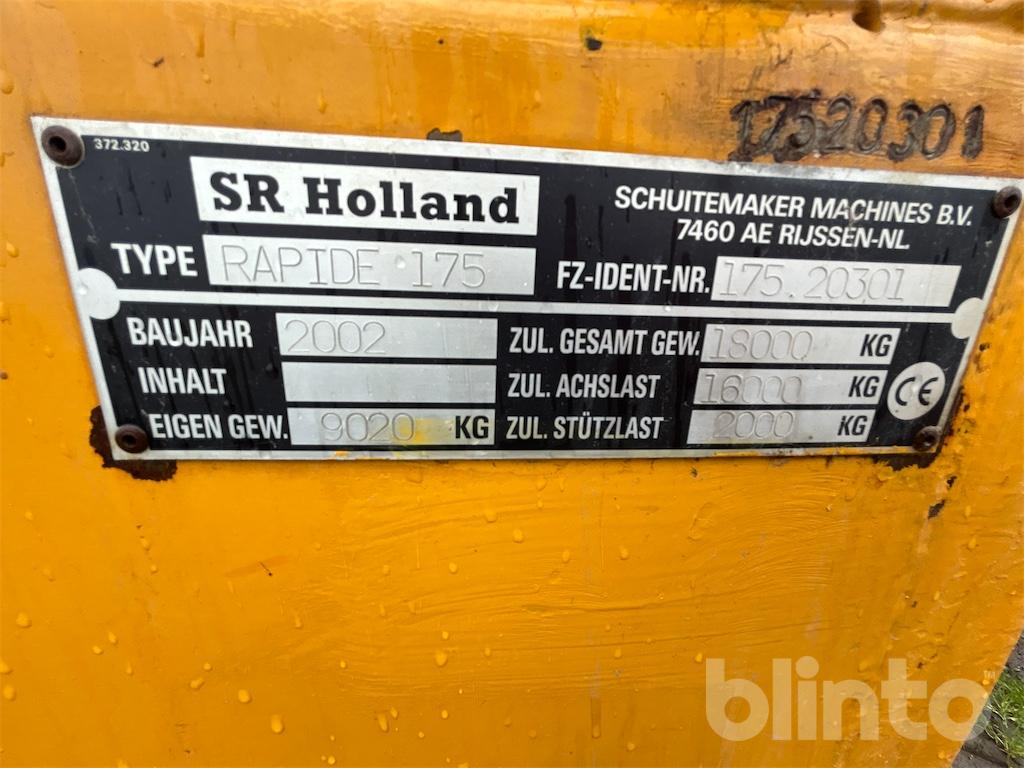 17520301
372.320
SR Holland
SCHUITEMAKER MACHINES B.V.
7460 AE RIJSSEN-NL.
TYPE RAPIDE 175
FZ-IDENT-NR. 175.20301
BAUJAHR 2002
ZUL. GESAMT GEW. 18000 KG
INHALT
ZUL. ACHSLAST 16000 KG
CE
EIGEN GEW. 9020 KG
ZUL. STÜTZLAST 2000 KG
blinto™